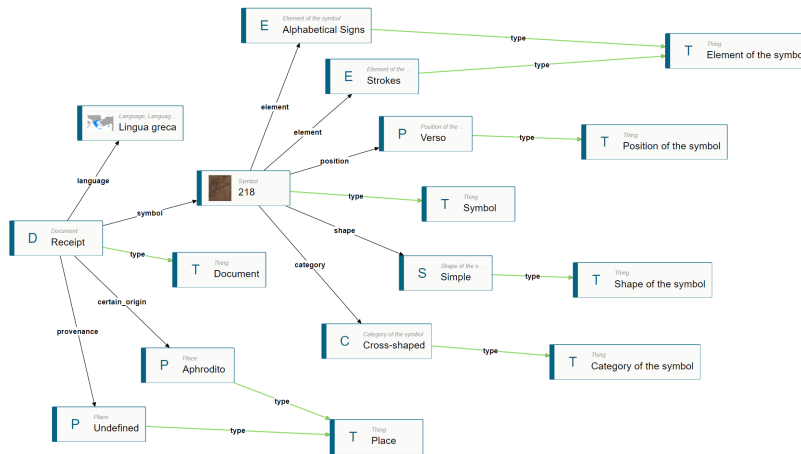 Element of the symbol
E Alphabetical Signs
type
Thing
T Element of the symbo
Element of the ...
E Strokes
type
element
Language, Languag...
Lingua greca
element
Position of the ...
P Verso
type
Thing
T Position of the symbol
position
language
Symbol
218
type
Thing
T Symbol
symbol
Document
D Receipt
type
Thing
T Document
shape
category
Shape of the s...
S Simple
type
Thing
T Shape of the symbol
certain_origin
provenance
Category of the symbol
C Cross-shaped
type
Thing
T Category of the symbol
Place
P Aphrodito
type
Place
P Undefined
type
Thing
T Place